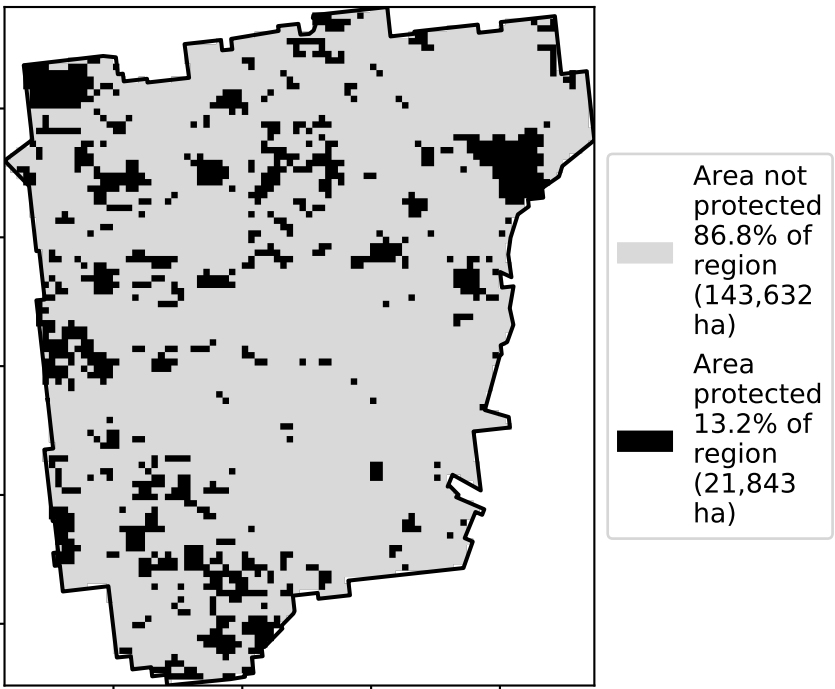 Area not
protected
86.8% of
region
(143,632
ha)
Area
protected
13.2% of
region
(21,843
ha)